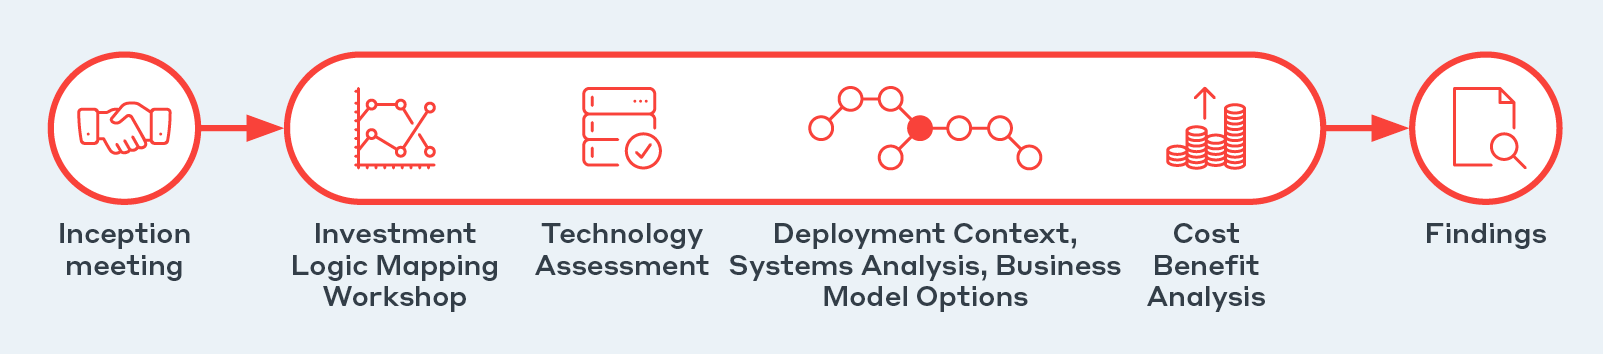 Inception
meeting
Investment
Logic Mapping
Workshop
Technology
Assessment
Deployment Context,
Systems Analysis, Business
Model Options
Cost
Benefit
Analysis
Findings